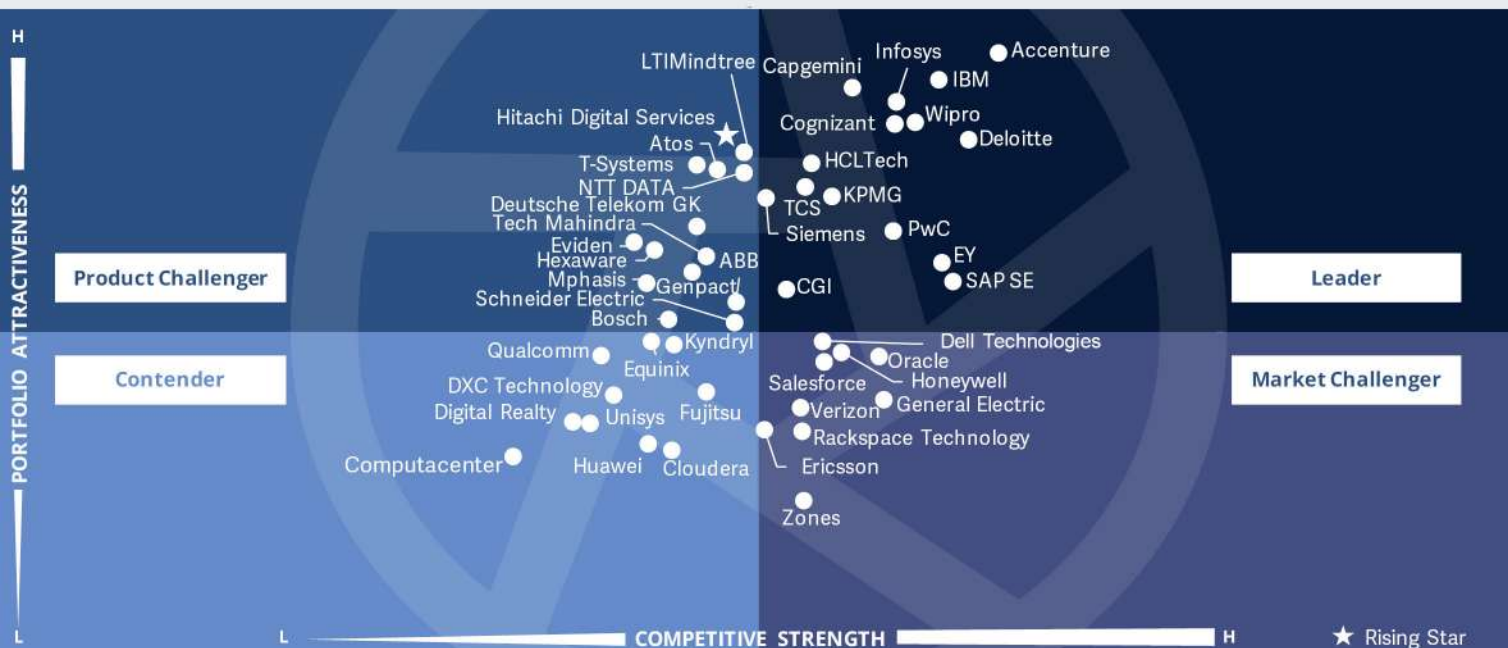 H
Infosys
Accenture
LTIMindtree
Capgemini
IBM
Hitachi Digital Services
Wipro
Cognizant
Atos
Deloitte
T-Systems
HCLTech
NTT DATA
KPMG
Deutsche Telekom GK
TCS
Tech Mahindra
Siemens
PwC
Eviden
Hexaware
ABB
EY
Product Challenger
Leader
Mphasis
Genpact
CGI
SAP SE
Schneider Electric
Bosch
PORTFOLIO ATTRACTIVENESS
Kyndryl
Dell Technologies
Qualcomm
Oracle
Equinix
Contender
Salesforce
Honeywell
Market Challenger
DXC Technology
General Electric
Digital Realty
Unisys
Fujitsu
Verizon
Rackspace Technology
Computacenter
Huawei
Cloudera
Ericsson
Zones
L
L
COMPETITIVE STRENGTH
H
Rising Star